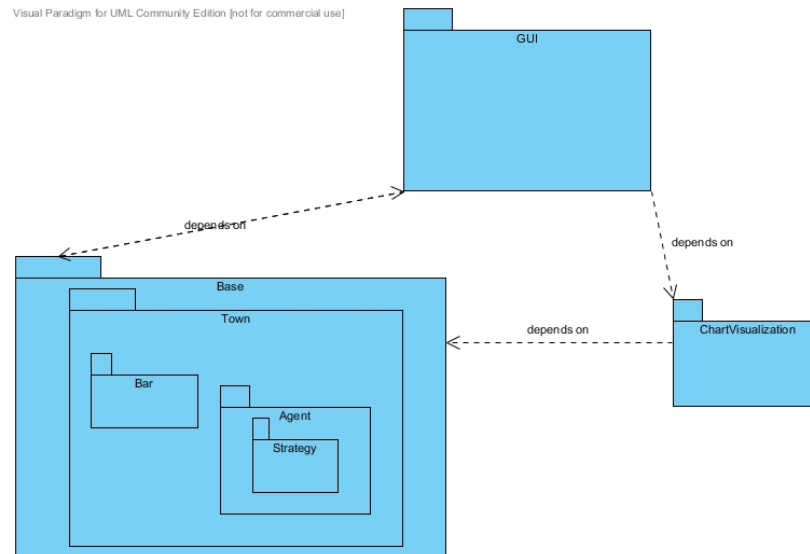 Visual Paradigm for UML Community Edition [not for commercial use]
GUI
depends on
depends on
Base
Town
Bar
Agent
Strategy
depends on
ChartVisualization